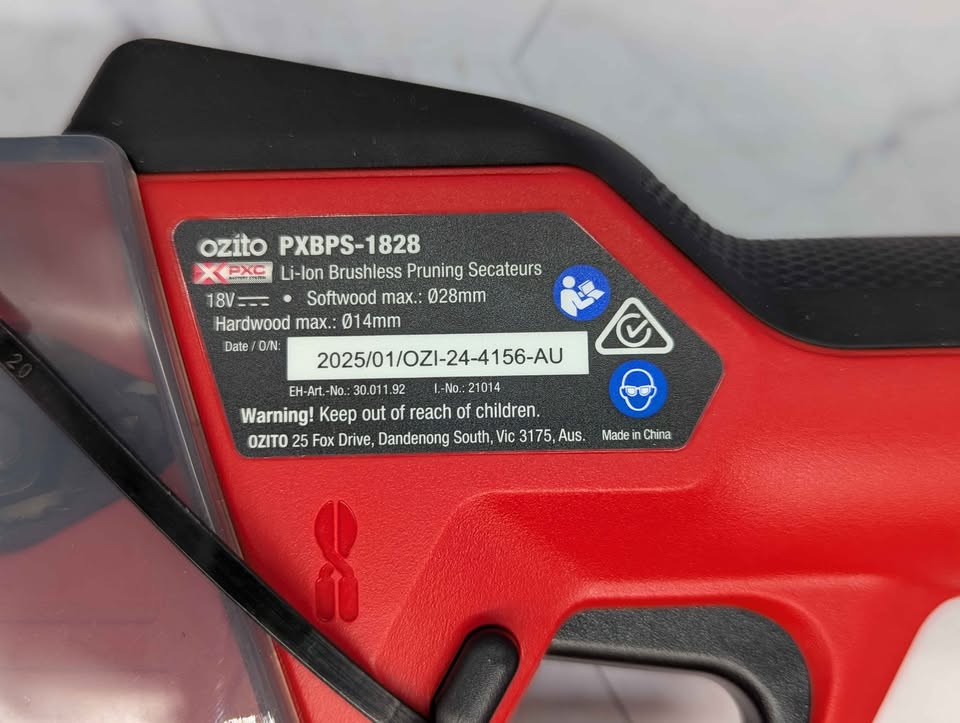 ozito PXBPS-1828
PXC Li-Ion Brushless Pruning Secateurs
18V⎓ • Softwood max.: Ø28mm
Hardwood max.: Ø14mm
Date / O/N: 2025/01/OZI-24-4156-AU
EH-Art.-No.: 30.011.92 I.-No.: 21014
Warning! Keep out of reach of children.
OZITO 25 Fox Drive, Dandenong South, Vic 3175, Aus. Made in China
20